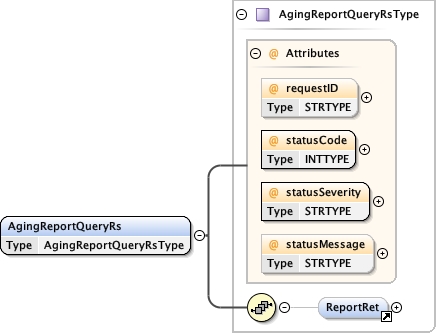 AgingReportQueryRsType
@ Attributes
@ requestID
Type STRTYPE
@ statusCode
Type INTTYPE
@ statusSeverity
Type STRTYPE
AgingReportQueryRs
Type AgingReportQueryRsType
@ statusMessage
Type STRTYPE
ReportRet